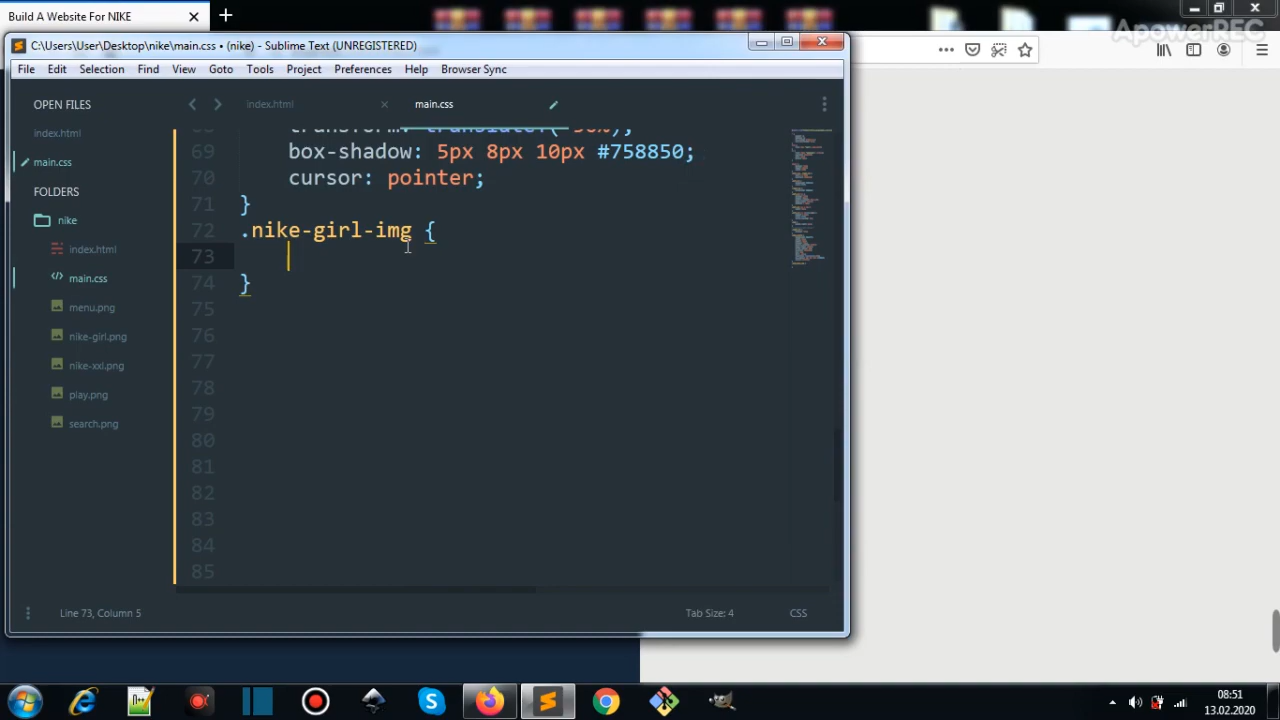 Build A Website For NIKE
ApowerREC
C:\Users\User\Desktop\nike\main.css • (nike) - Sublime Text (UNREGISTERED)
File Edit Selection Find View Goto Tools Project Preferences Help Browser Sync
OPEN FILES
index.html
main.css
FOLDERS
nike
index.html
main.css
menu.png
nike-girl.png
nike-xxl.png
play.png
search.png
index.html
main.css
69 box-shadow: 5px 8px 10px #758850;
70 cursor: pointer;
71 }
72 .nike-girl-img {
73
74 }
75
76
77
78
79
80
81
82
83
84
85
Line 73, Column 5
Tab Size: 4
CSS
08:51
13.02.2020